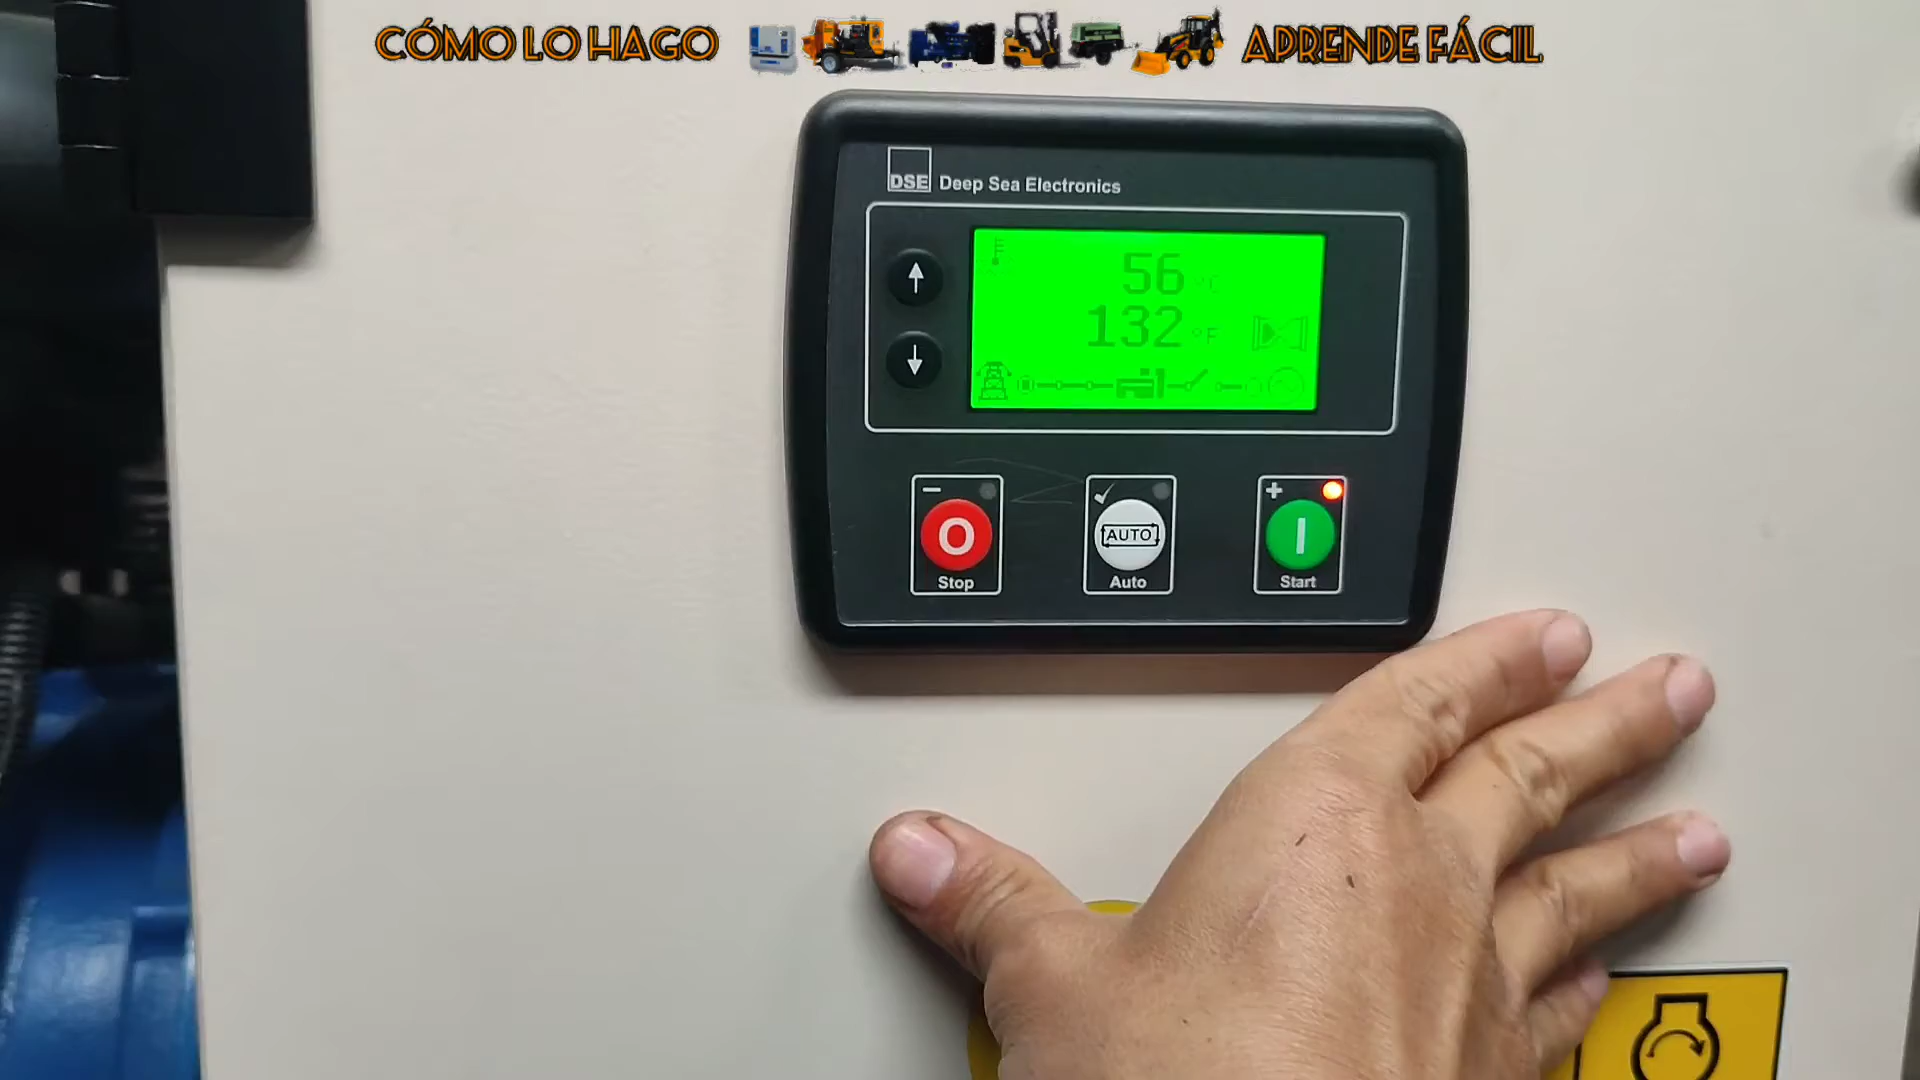 CÓMO LO HAGO APRENDE FÁCIL
DSE Deep Sea Electronics
56 °C
132 °F
O
Stop
AUTO
Auto
I
Start